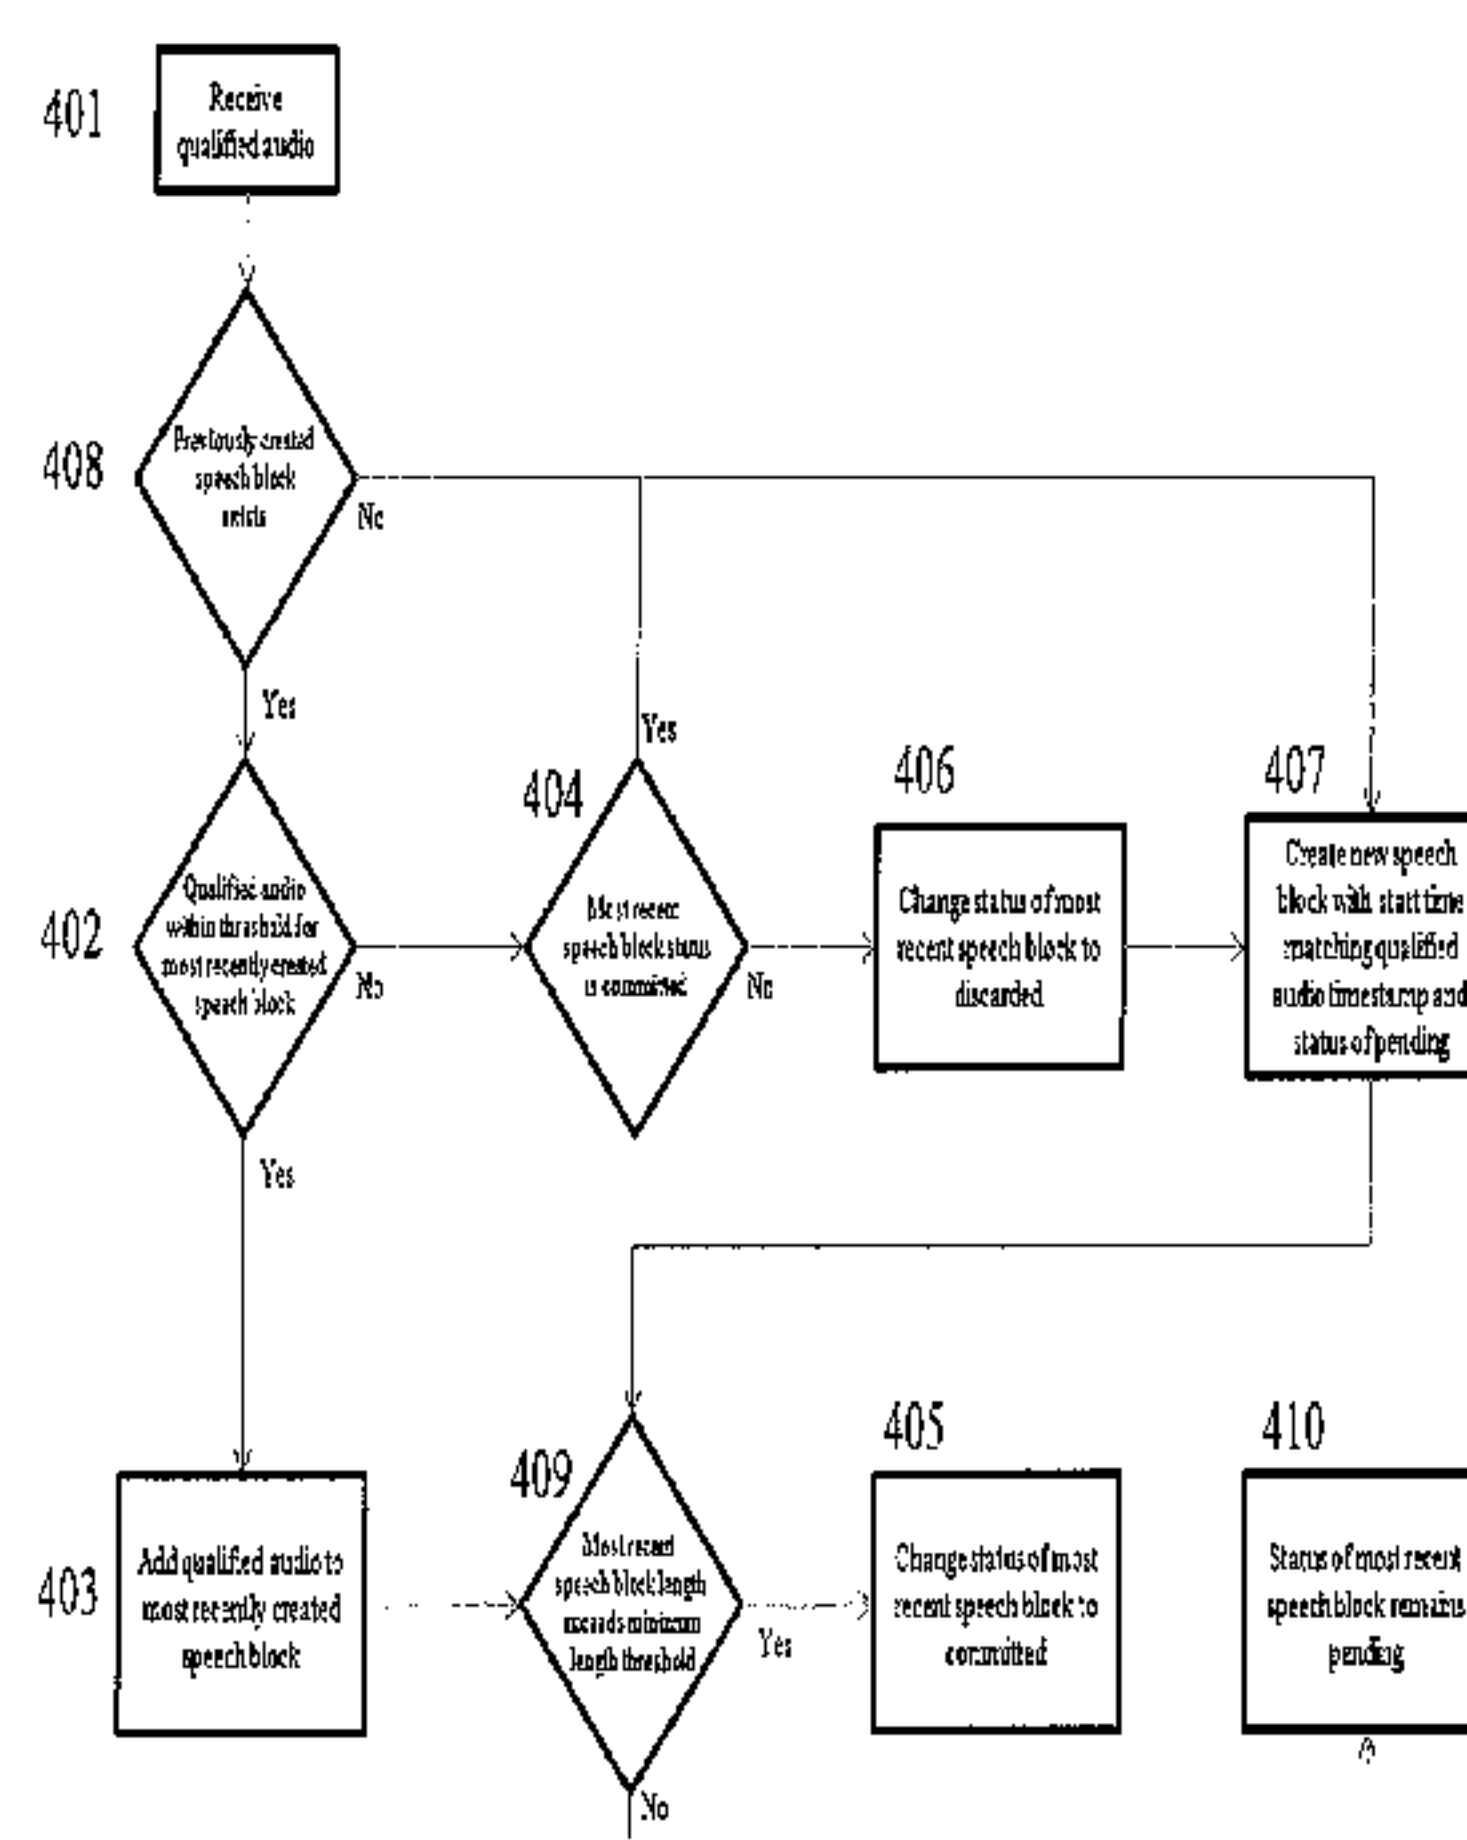 401
Receive
qualified audio
408
Previously created
speech block
exists
No
Yes
404
Yes
406
407
402
Qualified audio
within threshold for
most recently created
speech block
No
Most recent
speech block status
is committed
No
Change status of most
recent speech block to
discarded
Create new speech
block with start time
matching qualified
audio timestamp and
status of pending
Yes
409
405
410
403
Add qualified audio to
most recently created
speech block
Most recent
speech block length
exceeds minimum
length threshold
Yes
Change status of most
recent speech block to
committed
Status of most recent
speech block remains
pending
No